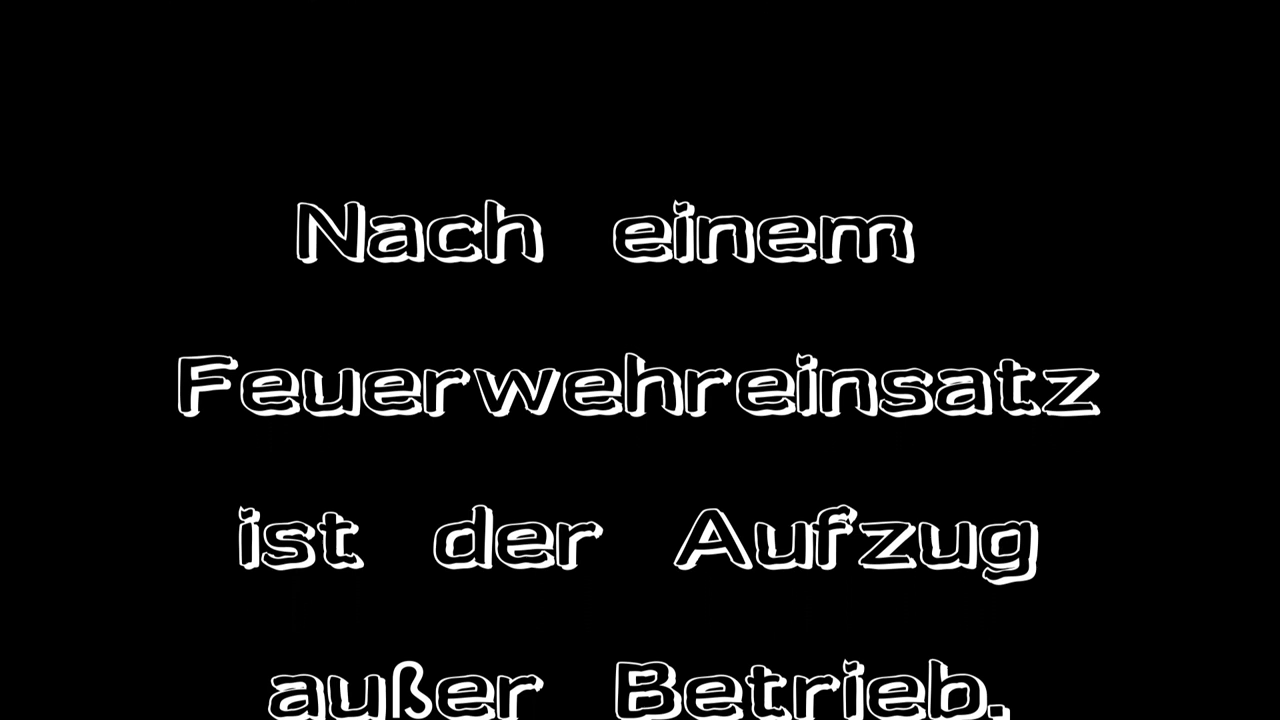 Nach einem
Feuerwehreinsatz
ist der Aufzug
außer Betrieb.